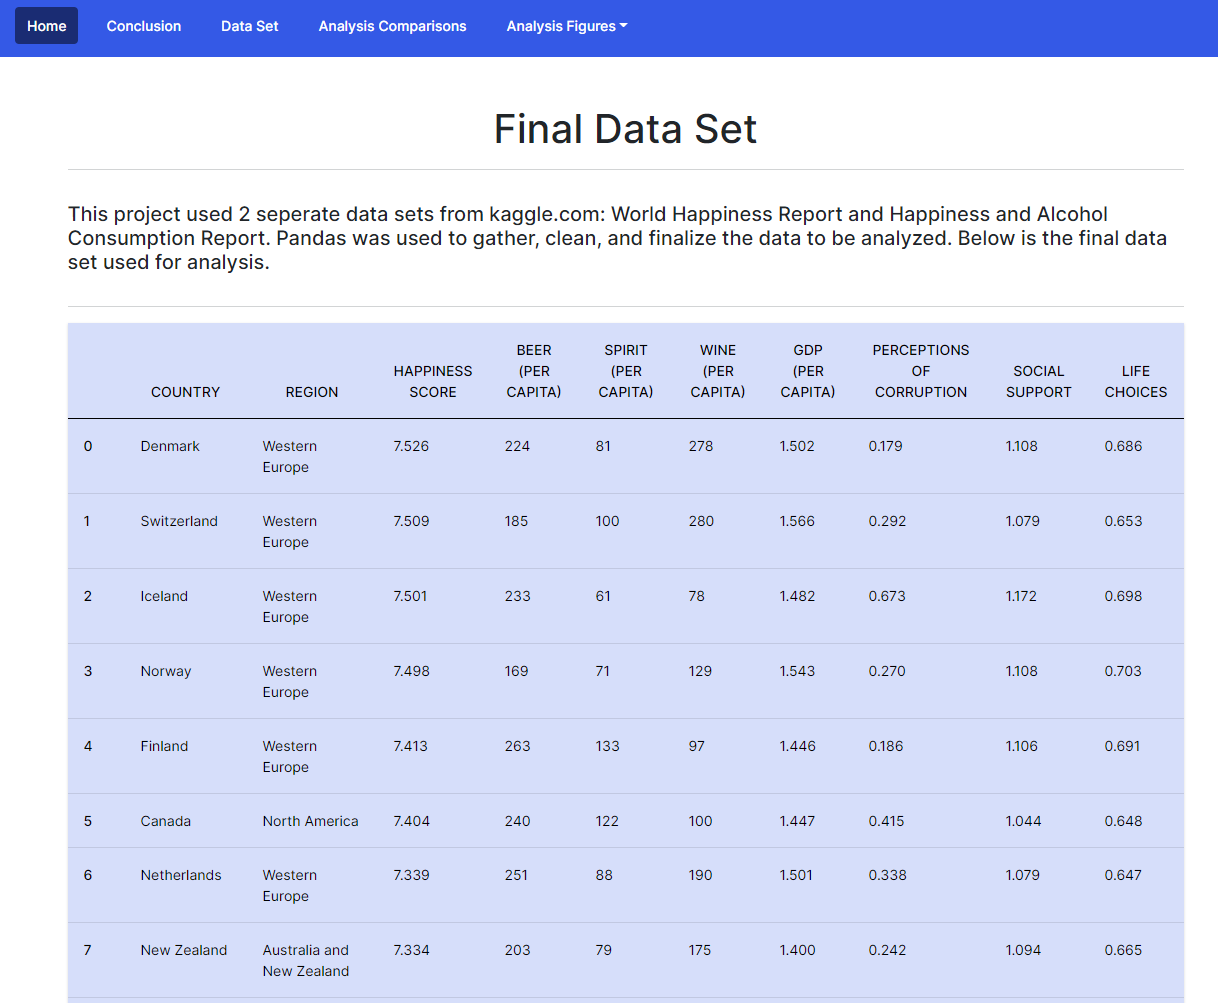 Home Conclusion Data Set Analysis Comparisons Analysis Figures
Final Data Set
This project used 2 seperate data sets from kaggle.com: World Happiness Report and Happiness and Alcohol
Consumption Report. Pandas was used to gather, clean, and finalize the data to be analyzed. Below is the final data
set used for analysis.
COUNTRY REGION HAPPINESS SCORE BEER (PER CAPITA) SPIRIT (PER CAPITA) WINE (PER CAPITA) GDP (PER CAPITA) PERCEPTIONS OF CORRUPTION SOCIAL SUPPORT LIFE CHOICES
0 Denmark Western Europe 7.526 224 81 278 1.502 0.179 1.108 0.686
1 Switzerland Western Europe 7.509 185 100 280 1.566 0.292 1.079 0.653
2 Iceland Western Europe 7.501 233 61 78 1.482 0.673 1.172 0.698
3 Norway Western Europe 7.498 169 71 129 1.543 0.270 1.108 0.703
4 Finland Western Europe 7.413 263 133 97 1.446 0.186 1.106 0.691
5 Canada North America 7.404 240 122 100 1.447 0.415 1.044 0.648
6 Netherlands Western Europe 7.339 251 88 190 1.501 0.338 1.079 0.647
7 New Zealand Australia and New Zealand 7.334 203 79 175 1.400 0.242 1.094 0.665